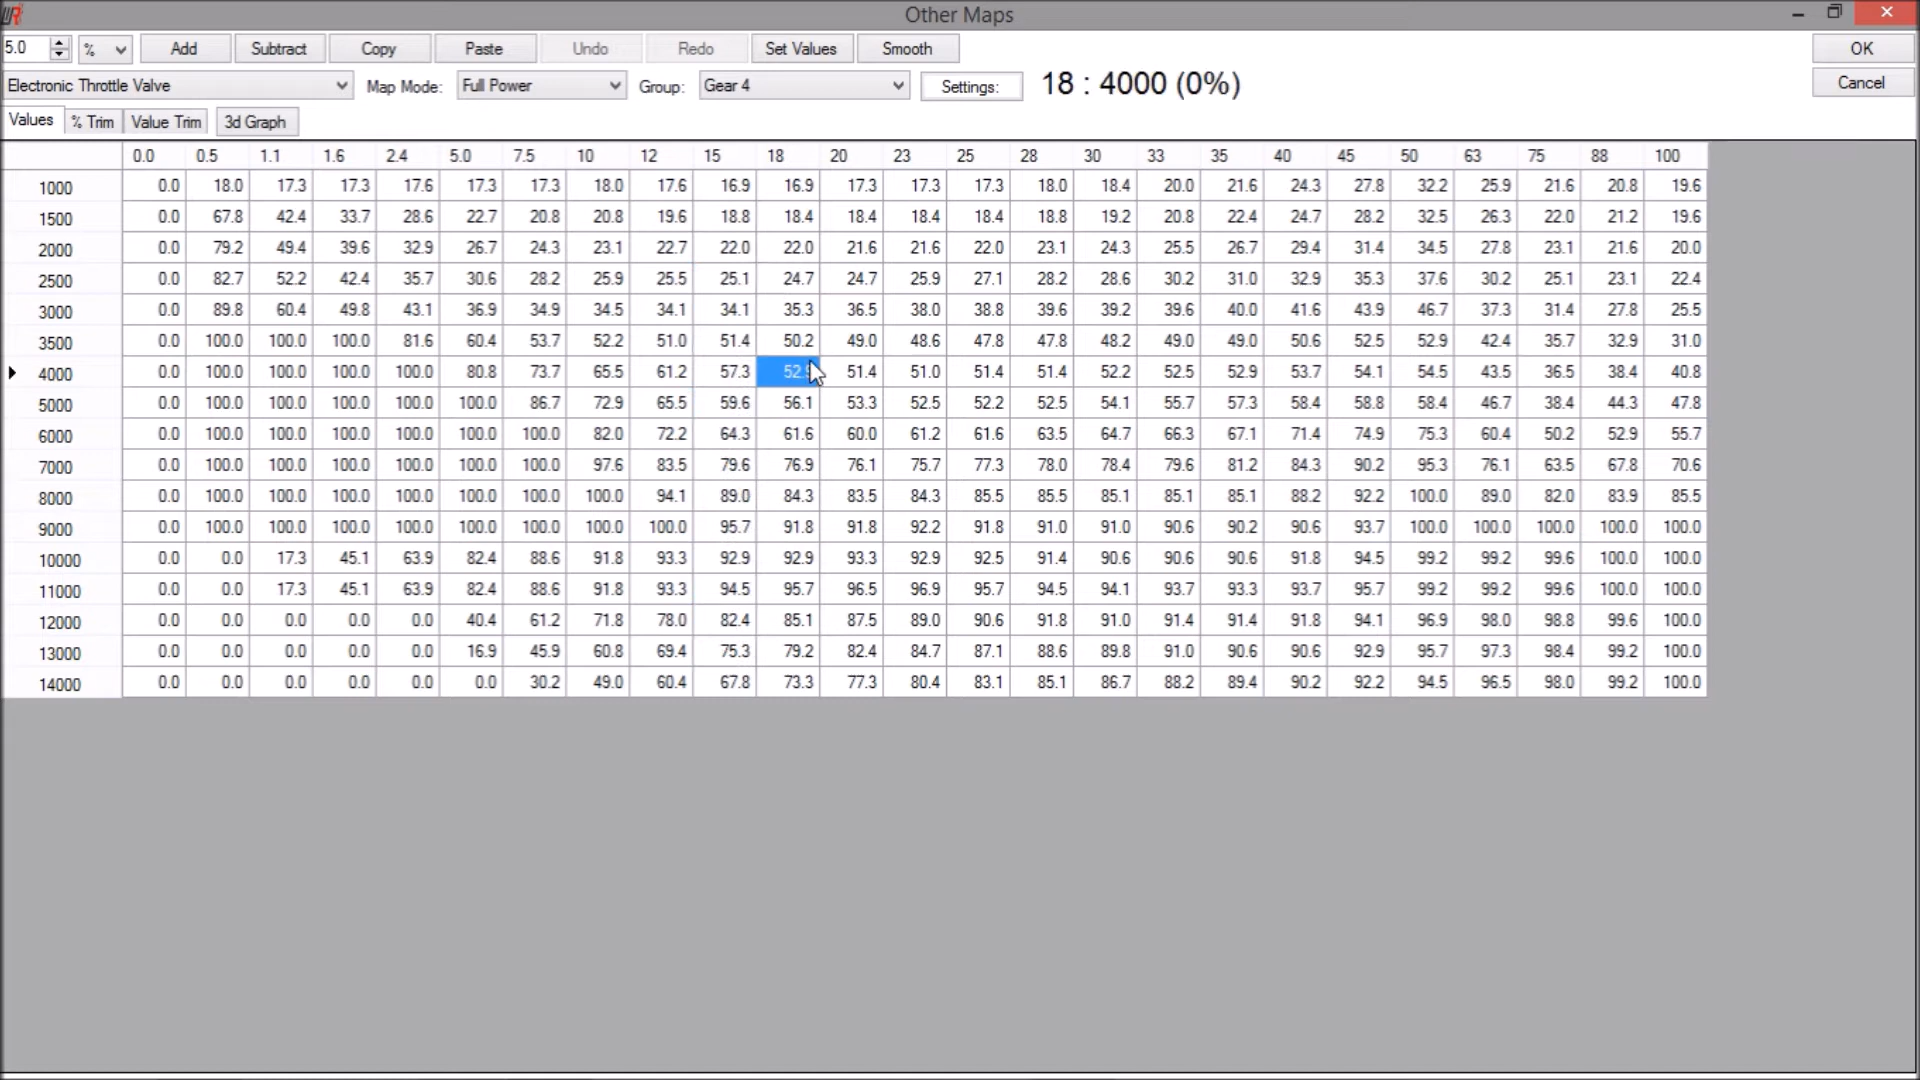 Other Maps
5.0 % Add Subtract Copy Paste Undo Redo Set Values Smooth OK
Electronic Throttle Valve Map Mode: Full Power Group: Gear 4 Settings: 18 : 4000 (0%) Cancel
Values % Trim Value Trim 3d Graph
0.0 0.5 1.1 1.6 2.4 5.0 7.5 10 12 15 18 20 23 25 28 30 33 35 40 45 50 63 75 88 100
1000 0.0 18.0 17.3 17.3 17.6 17.3 17.3 18.0 17.6 16.9 16.9 17.3 17.3 17.3 18.0 18.4 20.0 21.6 24.3 27.8 32.2 25.9 21.6 20.8 19.6
1500 0.0 67.8 42.4 33.7 28.6 22.7 20.8 20.8 19.6 18.8 18.4 18.4 18.4 18.4 18.8 19.2 20.8 22.4 24.7 28.2 32.5 26.3 22.0 21.2 19.6
2000 0.0 79.2 49.4 39.6 32.9 26.7 24.3 23.1 22.7 22.0 22.0 21.6 21.6 22.0 23.1 24.3 25.5 26.7 29.4 31.4 34.5 27.8 23.1 21.6 20.0
2500 0.0 82.7 52.2 42.4 35.7 30.6 28.2 25.9 25.5 25.1 24.7 24.7 25.9 27.1 28.2 28.6 30.2 31.0 32.9 35.3 37.6 30.2 25.1 23.1 22.4
3000 0.0 89.8 60.4 49.8 43.1 36.9 34.9 34.5 34.1 34.1 35.3 36.5 38.0 38.8 39.6 39.2 39.6 40.0 41.6 43.9 46.7 37.3 31.4 27.8 25.5
3500 0.0 100.0 100.0 100.0 81.6 60.4 53.7 52.2 51.0 51.4 50.2 49.0 48.6 47.8 47.8 48.2 49.0 49.0 50.6 52.5 52.9 42.4 35.7 32.9 31.0
4000 0.0 100.0 100.0 100.0 100.0 80.8 73.7 65.5 61.2 57.3 52.9 51.4 51.0 51.4 51.4 52.2 52.5 52.9 53.7 54.1 54.5 43.5 36.5 38.4 40.8
5000 0.0 100.0 100.0 100.0 100.0 100.0 86.7 72.9 65.5 59.6 56.1 53.3 52.5 52.2 52.5 54.1 55.7 57.3 58.4 58.8 58.4 46.7 38.4 44.3 47.8
6000 0.0 100.0 100.0 100.0 100.0 100.0 100.0 82.0 72.2 64.3 61.6 60.0 61.2 61.6 63.5 64.7 66.3 67.1 71.4 74.9 75.3 60.4 50.2 52.9 55.7
7000 0.0 100.0 100.0 100.0 100.0 100.0 100.0 97.6 83.5 79.6 76.9 76.1 75.7 77.3 78.0 78.4 79.6 81.2 84.3 90.2 95.3 76.1 63.5 67.8 70.6
8000 0.0 100.0 100.0 100.0 100.0 100.0 100.0 100.0 94.1 89.0 84.3 83.5 84.3 85.5 85.5 85.1 85.1 85.1 88.2 92.2 100.0 89.0 82.0 83.9 85.5
9000 0.0 100.0 100.0 100.0 100.0 100.0 100.0 100.0 100.0 95.7 91.8 91.8 92.2 91.8 91.0 91.0 90.6 90.2 90.6 93.7 100.0 100.0 100.0 100.0 100.0
10000 0.0 0.0 17.3 45.1 63.9 82.4 88.6 91.8 93.3 92.9 92.9 93.3 92.9 92.5 91.4 90.6 90.6 90.6 91.8 94.5 99.2 99.2 99.6 100.0 100.0
11000 0.0 0.0 17.3 45.1 63.9 82.4 88.6 91.8 93.3 94.5 95.7 96.5 96.9 95.7 94.5 94.1 93.7 93.3 93.7 95.7 99.2 99.2 99.6 100.0 100.0
12000 0.0 0.0 0.0 0.0 0.0 40.4 61.2 71.8 78.0 82.4 85.1 87.5 89.0 90.6 91.8 91.0 91.4 91.4 91.8 94.1 96.9 98.0 98.8 99.6 100.0
13000 0.0 0.0 0.0 0.0 0.0 16.9 45.9 60.8 69.4 75.3 79.2 82.4 84.7 87.1 88.6 89.8 91.0 90.6 90.6 92.9 95.7 97.3 98.4 99.2 100.0
14000 0.0 0.0 0.0 0.0 0.0 0.0 30.2 49.0 60.4 67.8 73.3 77.3 80.4 83.1 85.1 86.7 88.2 89.4 90.2 92.2 94.5 96.5 98.0 99.2 100.0